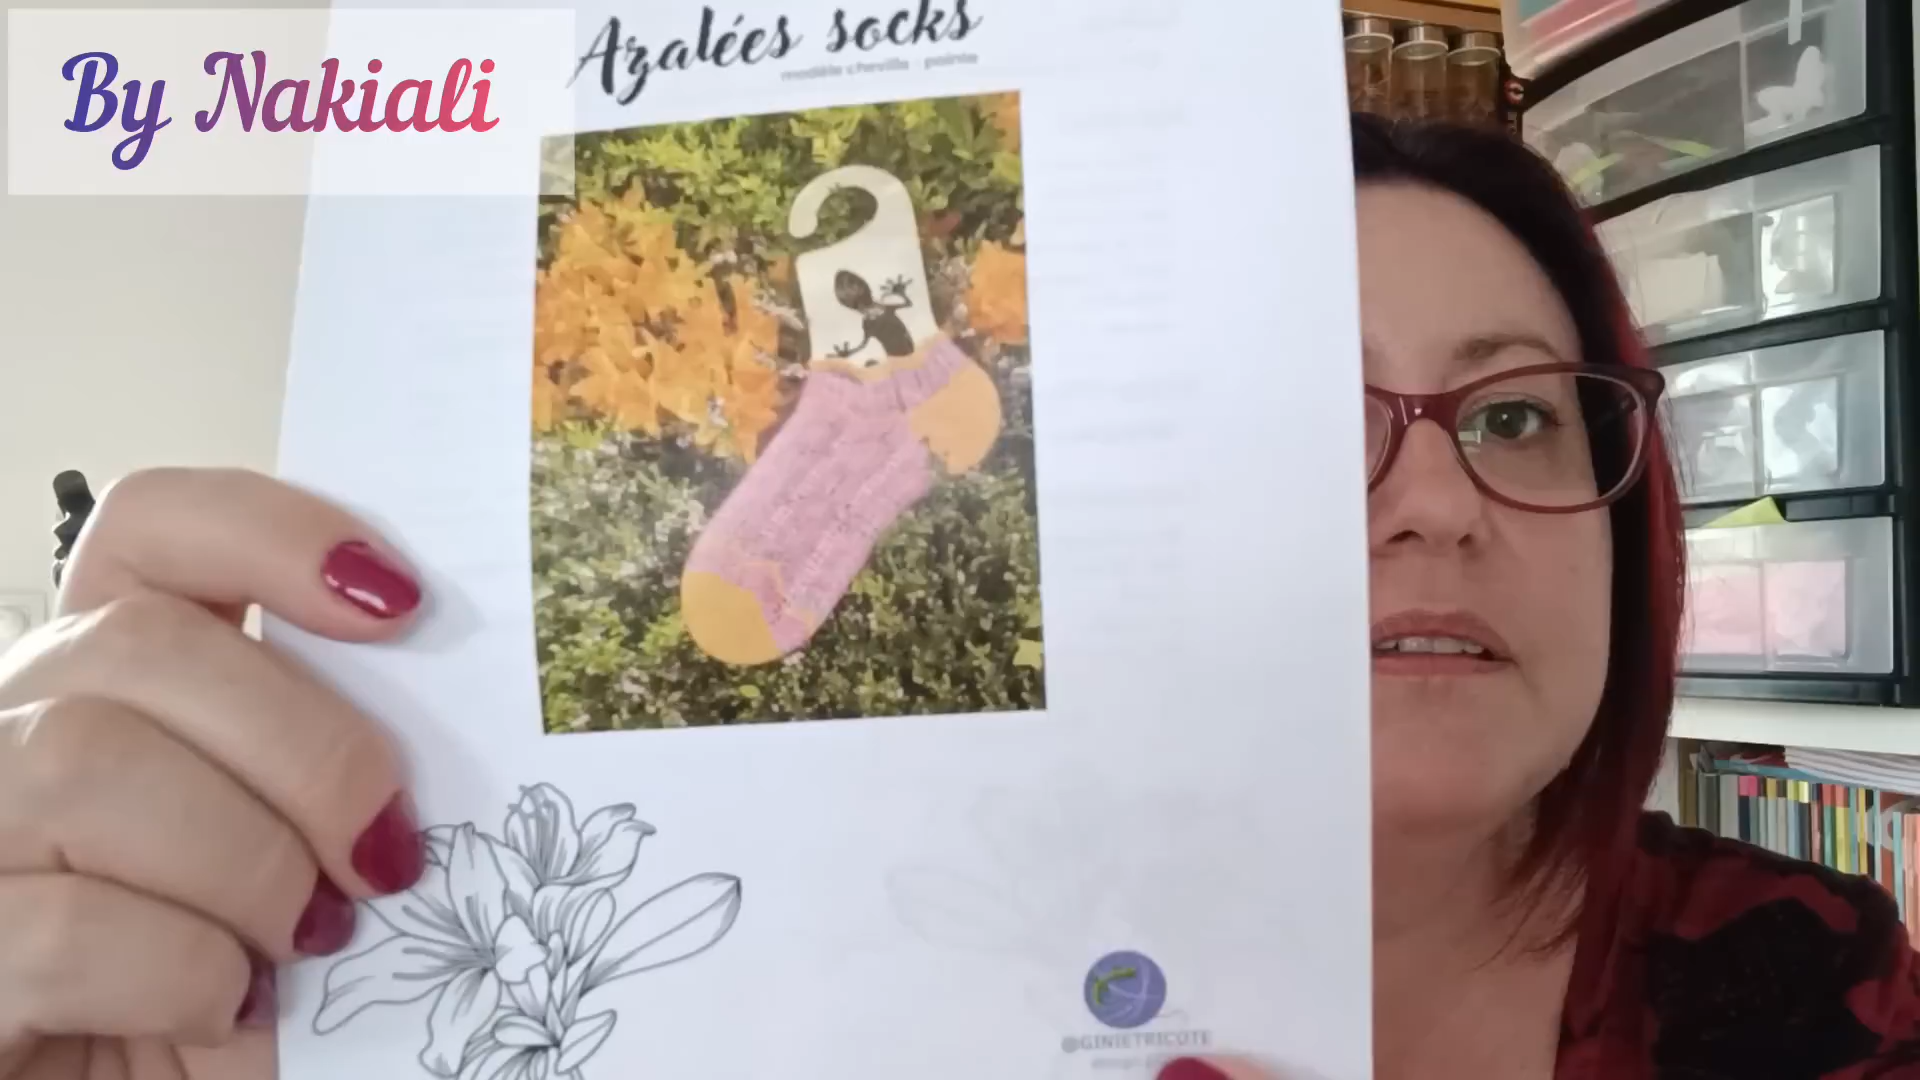 By Nakiali
Azalées socks
modèle cheville - pointe
@GINIETRICOTE